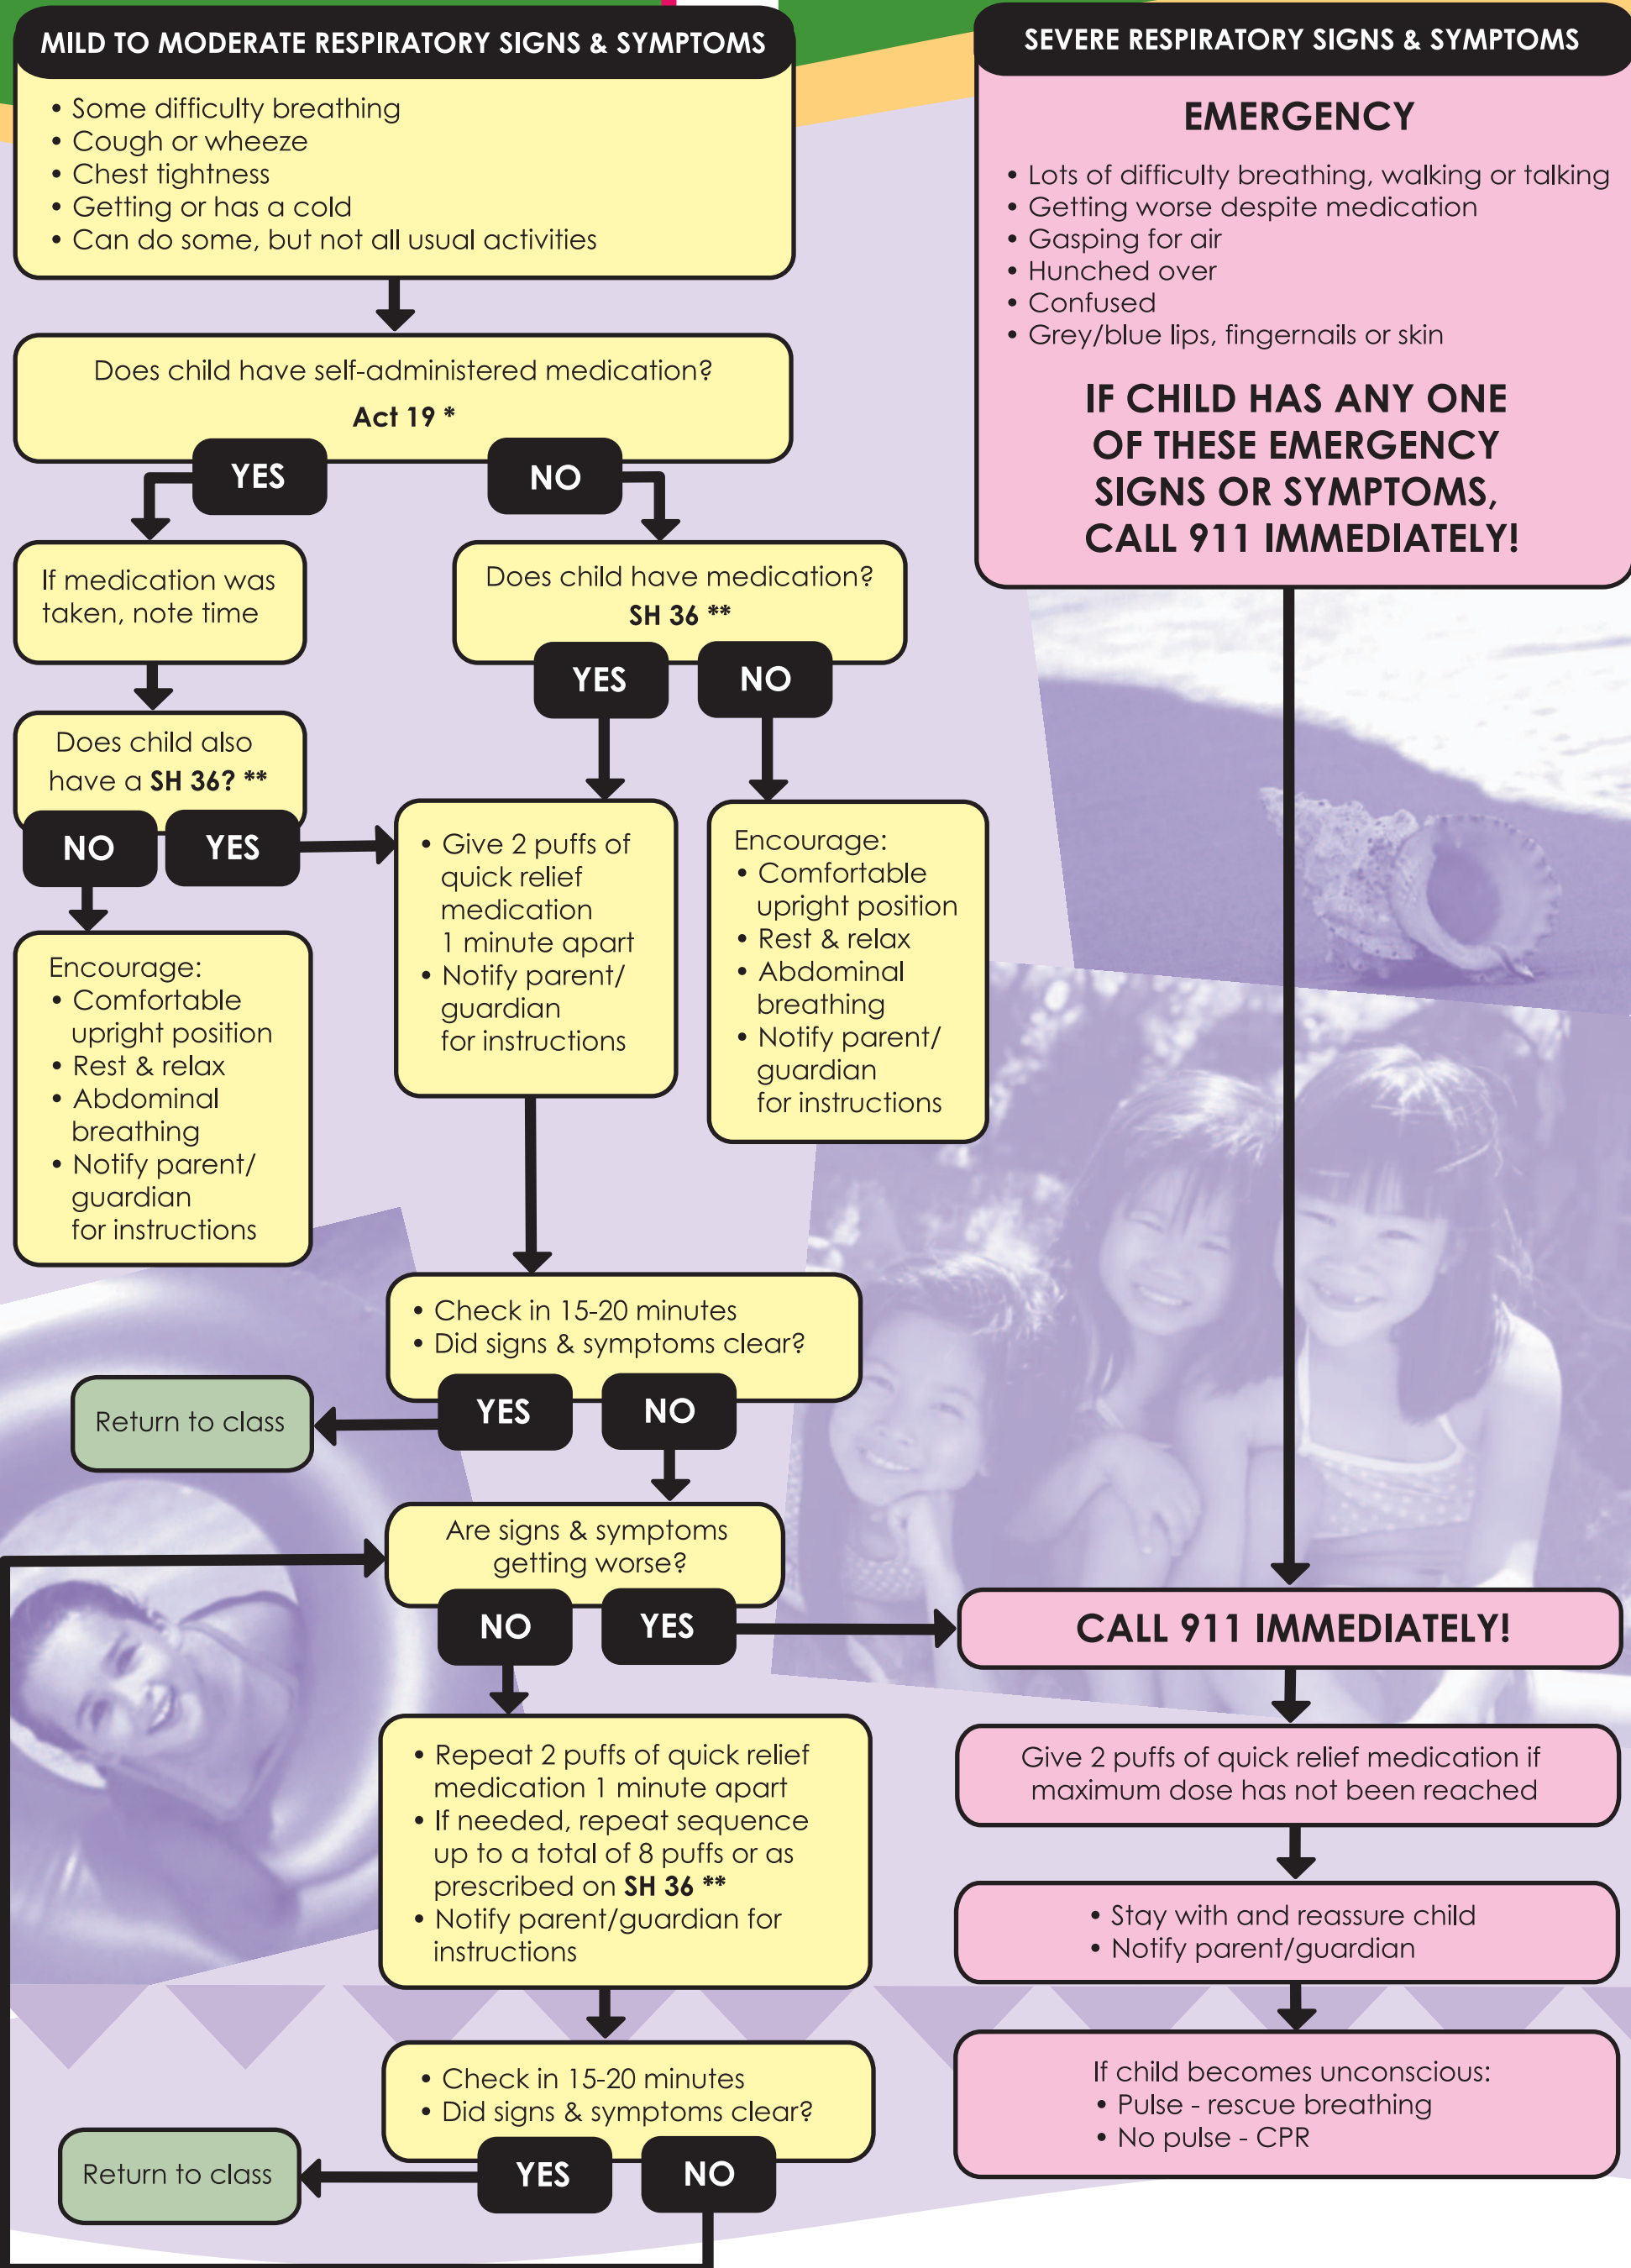 MILD TO MODERATE RESPIRATORY SIGNS & SYMPTOMS
• Some difficulty breathing
• Cough or wheeze
• Chest tightness
• Getting or has a cold
• Can do some, but not all usual activities
SEVERE RESPIRATORY SIGNS & SYMPTOMS
EMERGENCY
• Lots of difficulty breathing, walking or talking
• Getting worse despite medication
• Gasping for air
• Hunched over
• Confused
• Grey/blue lips, fingernails or skin
IF CHILD HAS ANY ONE
OF THESE EMERGENCY
SIGNS OR SYMPTOMS,
CALL 911 IMMEDIATELY!
Does child have self-administered medication?
Act 19 *
YES
NO
If medication was
taken, note time
Does child have medication?
SH 36 **
YES
NO
Does child also
have a SH 36? **
NO
YES
• Give 2 puffs of
quick relief
medication
1 minute apart
• Notify parent/
guardian
for instructions
Encourage:
• Comfortable
upright position
• Rest & relax
• Abdominal
breathing
• Notify parent/
guardian
for instructions
Encourage:
• Comfortable
upright position
• Rest & relax
• Abdominal
breathing
• Notify parent/
guardian
for instructions
• Check in 15-20 minutes
• Did signs & symptoms clear?
YES
NO
Return to class
Are signs & symptoms
getting worse?
NO
YES
CALL 911 IMMEDIATELY!
• Repeat 2 puffs of quick relief
medication 1 minute apart
• If needed, repeat sequence
up to a total of 8 puffs or as
prescribed on SH 36 **
• Notify parent/guardian for
instructions
Give 2 puffs of quick relief medication if
maximum dose has not been reached
• Stay with and reassure child
• Notify parent/guardian
• Check in 15-20 minutes
• Did signs & symptoms clear?
YES
NO
Return to class
If child becomes unconscious:
• Pulse - rescue breathing
• No pulse - CPR